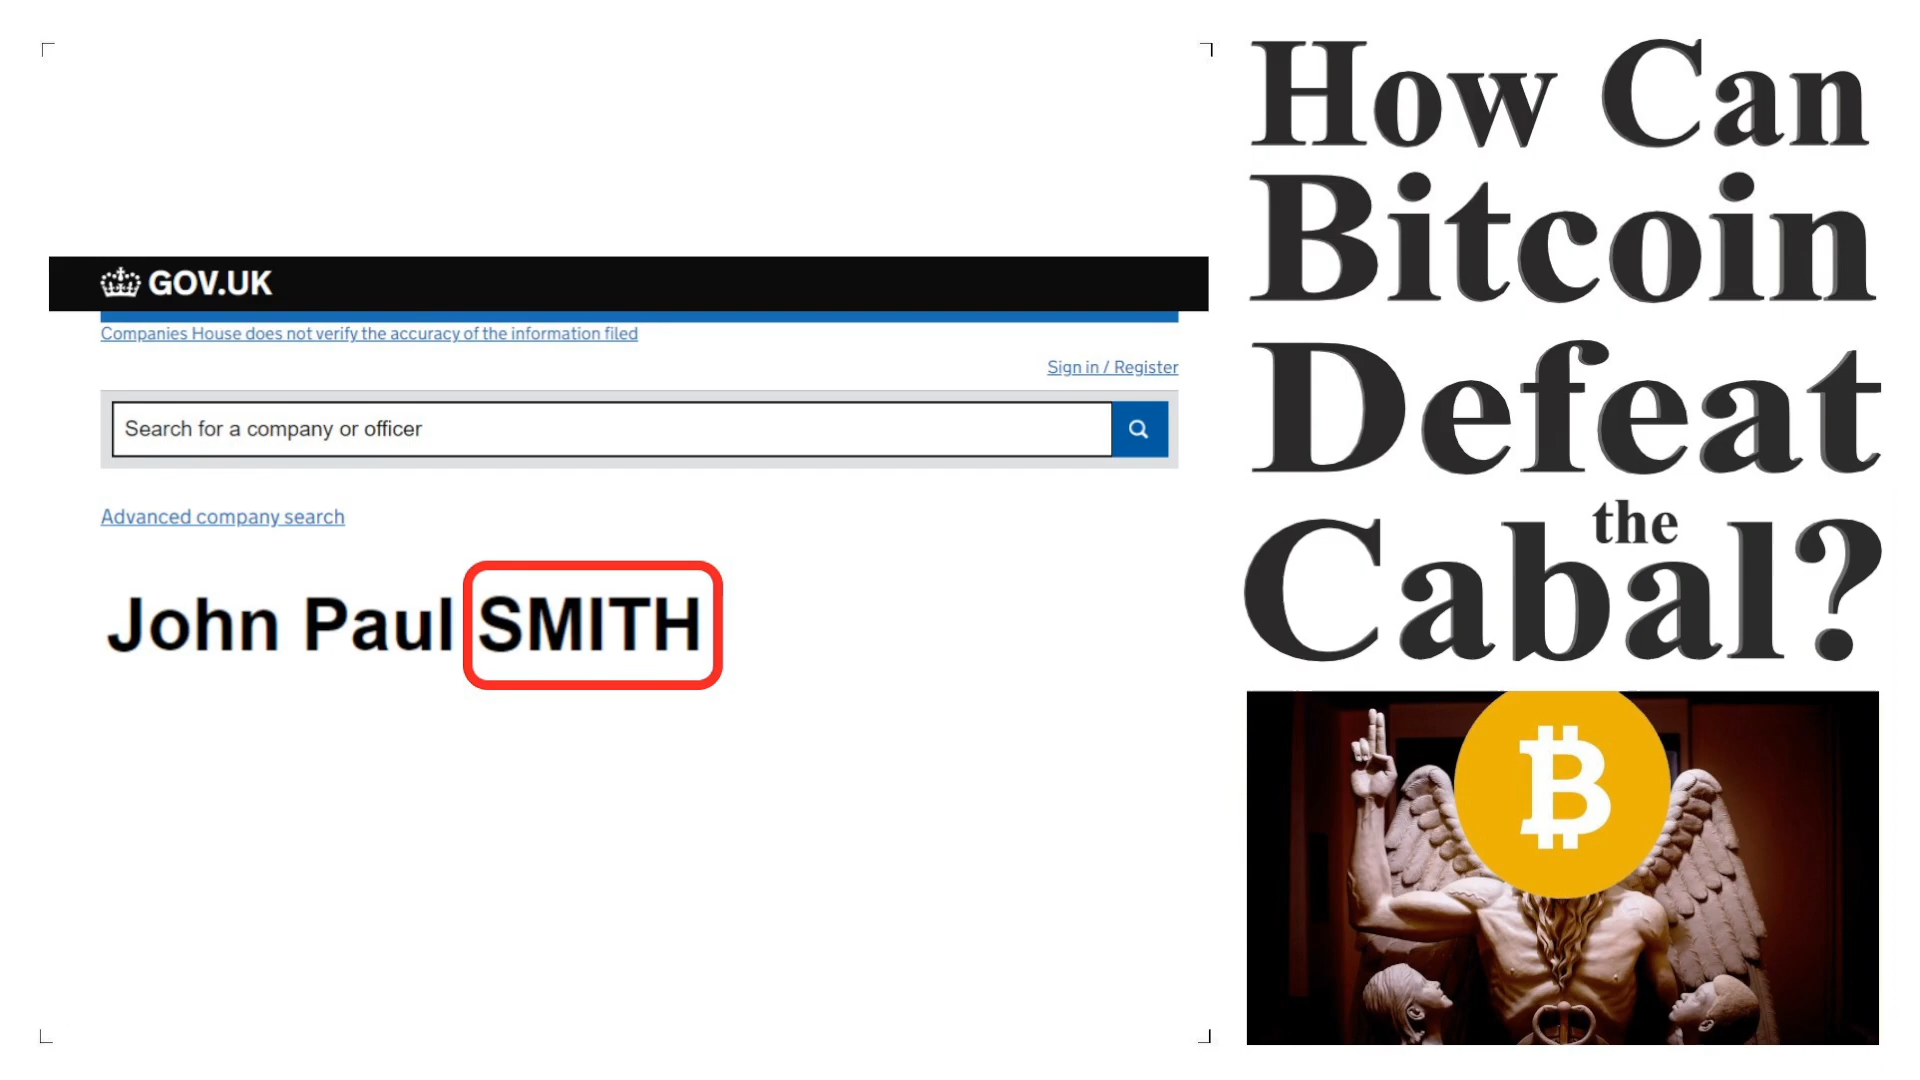 GOV.UK
Companies House does not verify the accuracy of the information filed
Sign in / Register
Search for a company or officer
Advanced company search
John Paul SMITH
How Can
Bitcoin
Defeat
the
Cabal?